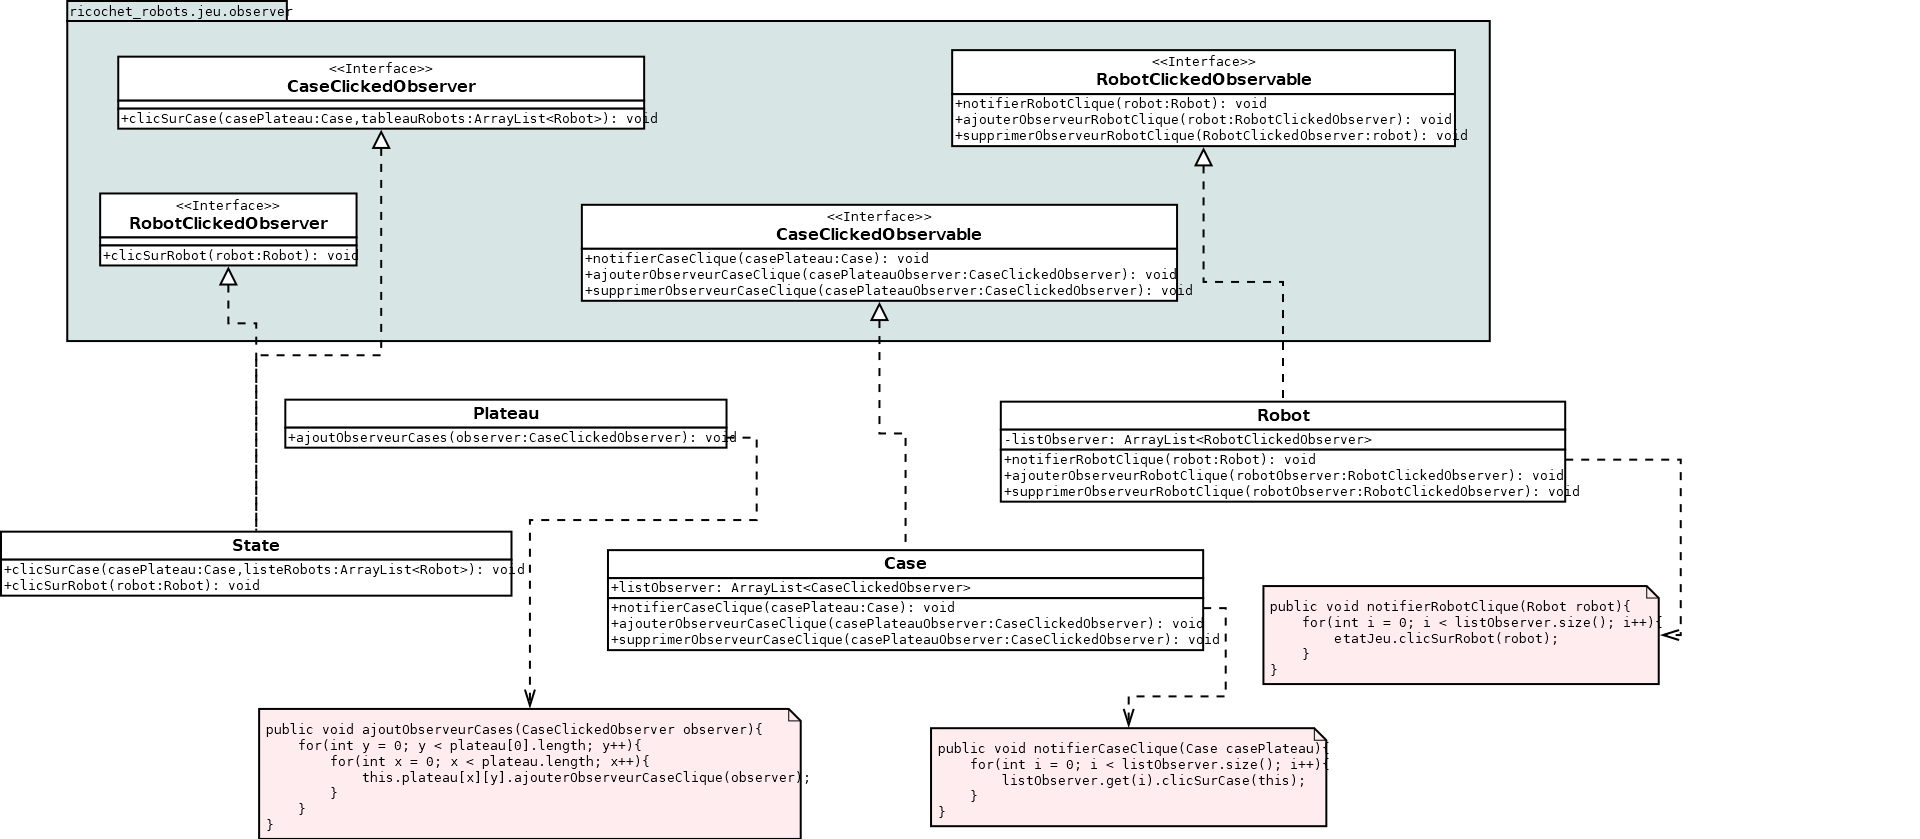 ricochet_robots.jeu.observer
<<Interface>>
CaseClickedObserver
+clicSurCase(casePlateau:Case,tableauRobots:ArrayList<Robot>): void
<<Interface>>
RobotClickedObservable
+notifierRobotClique(robot:Robot): void
+ajouterObserveurRobotClique(robot:RobotClickedObserver): void
+supprimerObserveurRobotClique(RobotClickedObserver:robot): void
<<Interface>>
RobotClickedObserver
+clicSurRobot(robot:Robot): void
<<Interface>>
CaseClickedObservable
+notifierCaseClique(casePlateau:Case): void
+ajouterObserveurCaseClique(casePlateauObserver:CaseClickedObserver): void
+supprimerObserveurCaseClique(casePlateauObserver:CaseClickedObserver): void
Plateau
+ajoutObserveurCases(observer:CaseClickedObserver): void
Robot
-listObserver: ArrayList<RobotClickedObserver>
+notifierRobotClique(robot:Robot): void
+ajouterObserveurRobotClique(robotObserver:RobotClickedObserver): void
+supprimerObserveurRobotClique(robotObserver:RobotClickedObserver): void
State
+clicSurCase(casePlateau:Case,listeRobots:ArrayList<Robot>): void
+clicSurRobot(robot:Robot): void
Case
+listObserver: ArrayList<CaseClickedObserver>
+notifierCaseClique(casePlateau:Case): void
+ajouterObserveurCaseClique(casePlateauObserver:CaseClickedObserver): void
+supprimerObserveurCaseClique(casePlateauObserver:CaseClickedObserver): void
public void notifierRobotClique(Robot robot){
    for(int i = 0; i < listObserver.size(); i++){
        etatJeu.clicSurRobot(robot);
    }
}
public void ajoutObserveurCases(CaseClickedObserver observer){
    for(int y = 0; y < plateau[0].length; y++){
        for(int x = 0; x < plateau.length; x++){
            this.plateau[x][y].ajouterObserveurCaseClique(observer);
        }
    }
}
public void notifierCaseClique(Case casePlateau){
    for(int i = 0; i < listObserver.size(); i++){
        listObserver.get(i).clicSurCase(this);
    }
}